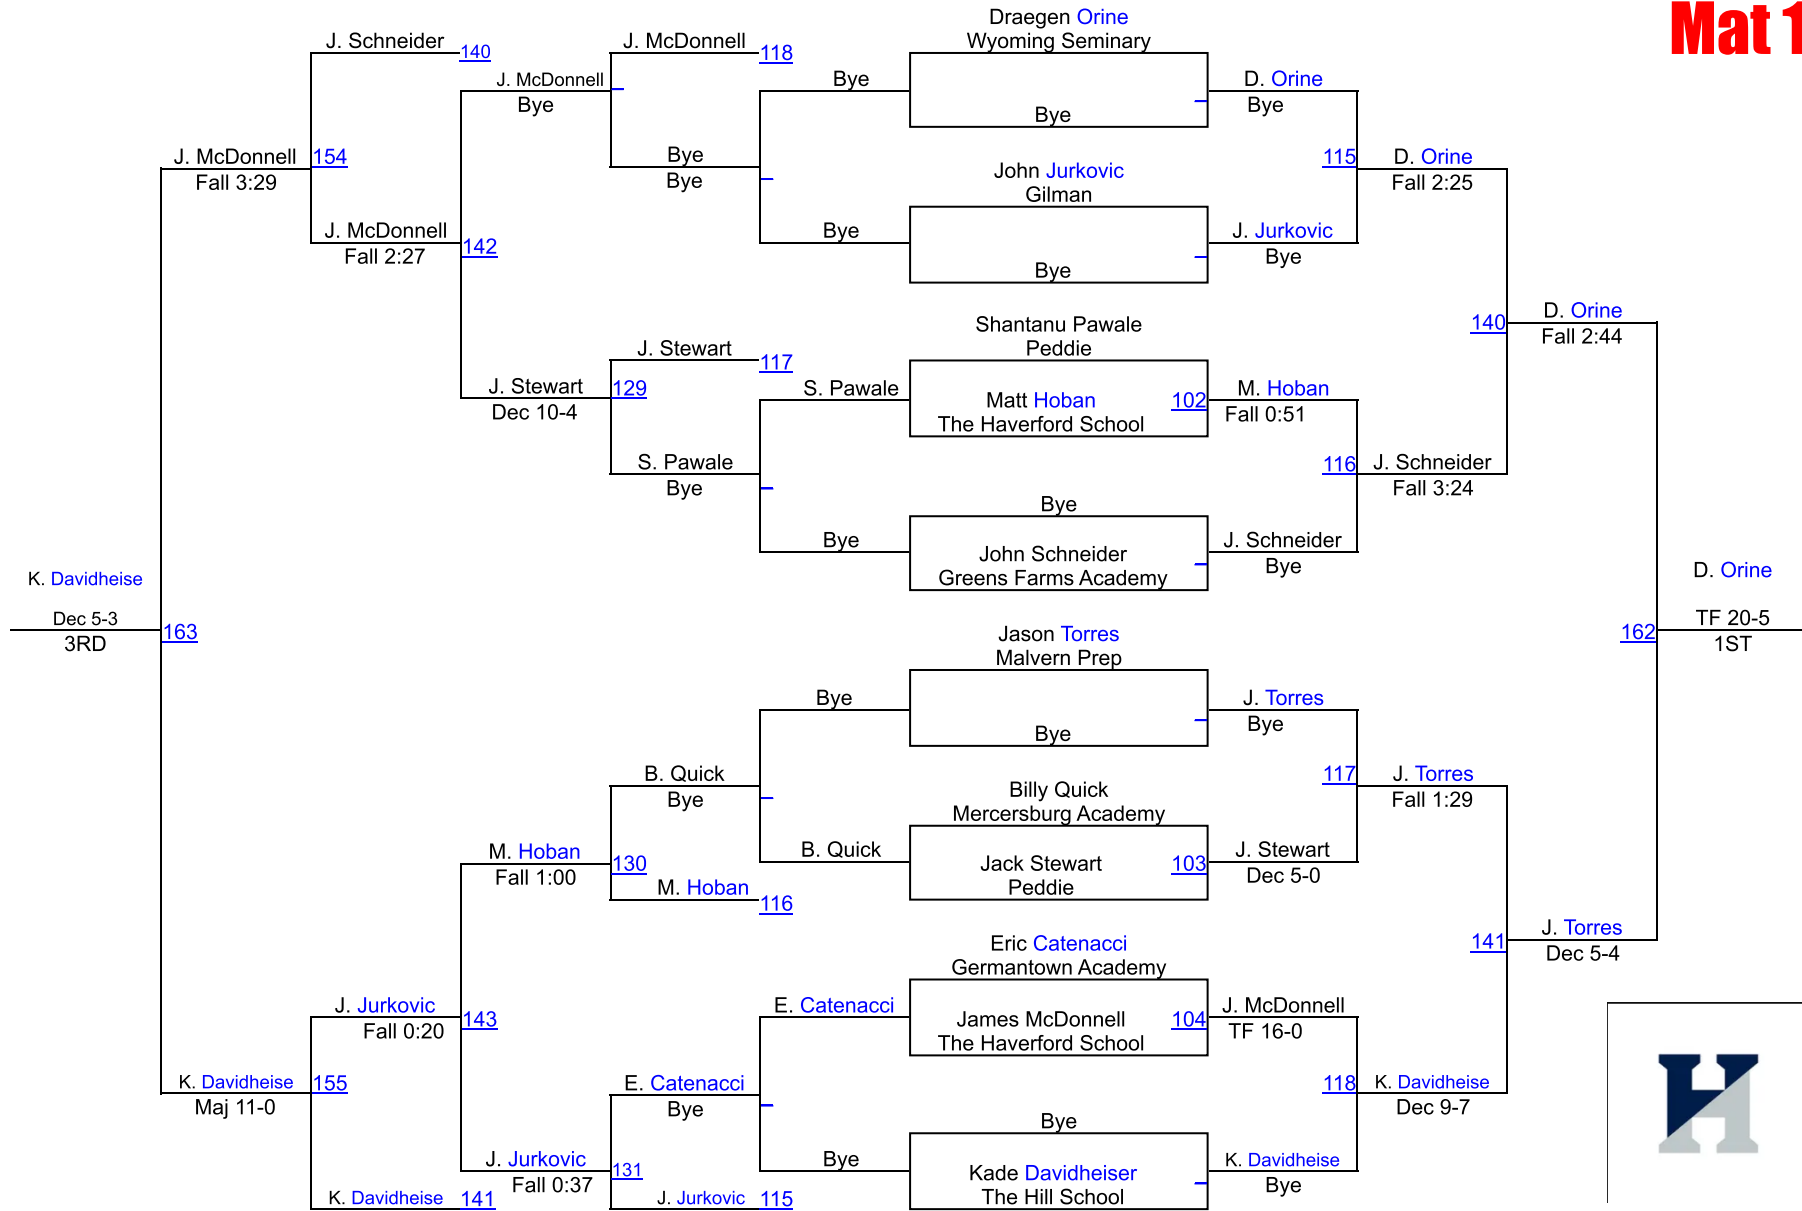 Mat 1
Draegen Orine
Wyoming Seminary
J. Schneider
140
J. McDonnell
118
J. McDonnell
Bye
Bye
Bye
D. Orine
Bye
J. McDonnell
154
Fall 3:29
Bye
Bye
John Jurkovic
Gilman
115
D. Orine
Fall 2:25
J. McDonnell
Fall 2:27
142
Bye
J. Jurkovic
Bye
Bye
Shantanu Pawale
Peddie
140
D. Orine
Fall 2:44
J. Stewart
117
J. Stewart
Dec 10-4
129
S. Pawale
Matt Hoban
The Haverford School
102
M. Hoban
Fall 0:51
S. Pawale
Bye
116
J. Schneider
Fall 3:24
Bye
Bye
John Schneider
Greens Farms Academy
J. Schneider
Bye
K. Davidheise
Dec 5-3
3RD
163
D. Orine
TF 20-5
1ST
162
Jason Torres
Malvern Prep
Bye
Bye
J. Torres
Bye
B. Quick
Bye
Billy Quick
Mercersburg Academy
117
J. Torres
Fall 1:29
M. Hoban
Fall 1:00
130
B. Quick
Jack Stewart
Peddie
103
J. Stewart
Dec 5-0
M. Hoban
116
Eric Catenacci
Germantown Academy
141
J. Torres
Dec 5-4
J. Jurkovic
Fall 0:20
143
E. Catenacci
James McDonnell
The Haverford School
104
J. McDonnell
TF 16-0
K. Davidheise
Maj 11-0
155
E. Catenacci
Bye
118
K. Davidheise
Dec 9-7
Bye
J. Jurkovic
Fall 0:37
131
Bye
Kade Davidheiser
The Hill School
K. Davidheise
Bye
K. Davidheise
141
J. Jurkovic
115
H